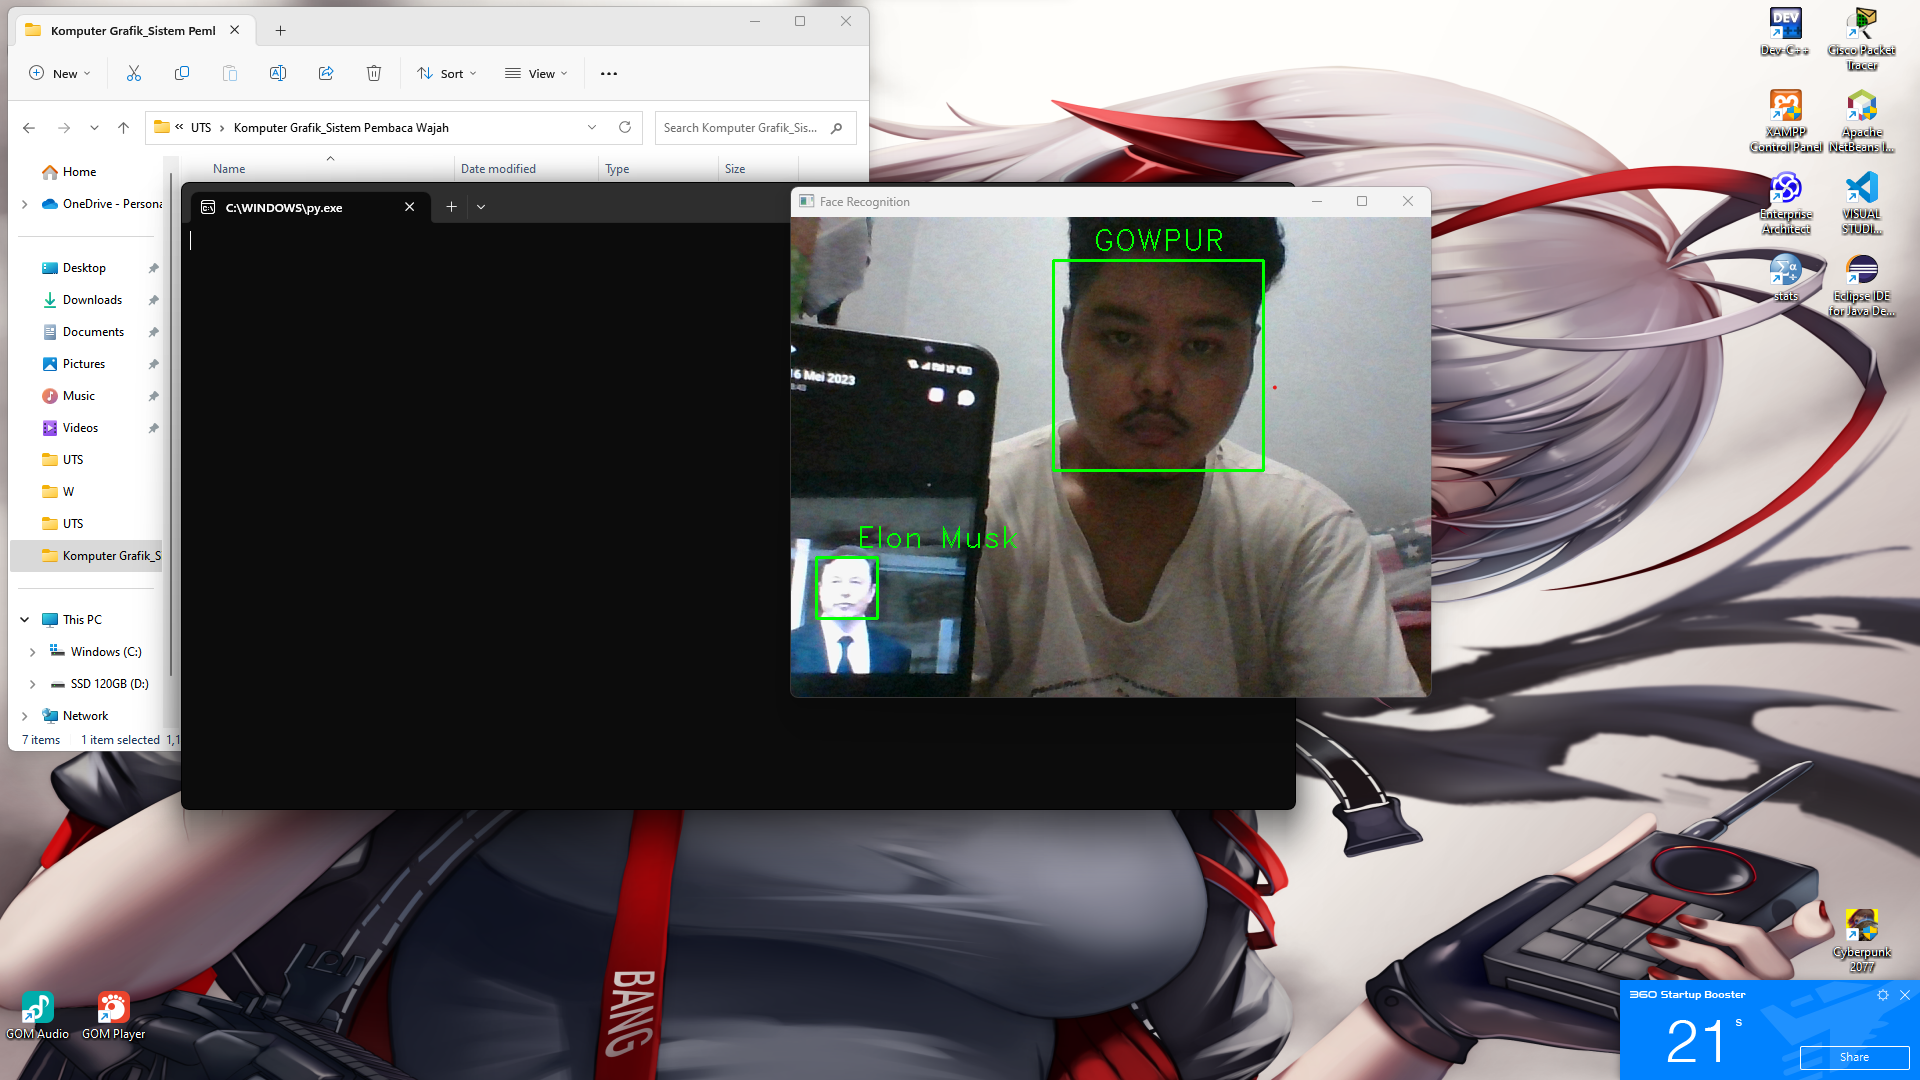 Komputer Grafik_Sistem Peml
New
Sort
View
UTS
Komputer Grafik_Sistem Pembaca Wajah
Search Komputer Grafik_Sis...
Name
Date modified
Type
Size
Home
OneDrive - Persona
Desktop
Downloads
Documents
Pictures
Music
Videos
UTS
W
UTS
Komputer Grafik_S
This PC
Windows (C:)
SSD 120GB (D:)
Network
7 items
1 item selected
1,1
C:\WINDOWS\py.exe
Face Recognition
GOWPUR
6 Mei 2023
Elon Musk
DEV
Dev-C++
Cisco Packet
Tracer
XAMPP
Control Panel
Apache
NetBeans I...
Enterprise
Architect
VISUAL
STUDI...
stats
Eclipse IDE
for Java De...
Cyberpunk
2077
BANG
GOM Audio
GOM Player
360 Startup Booster
21 s
Share